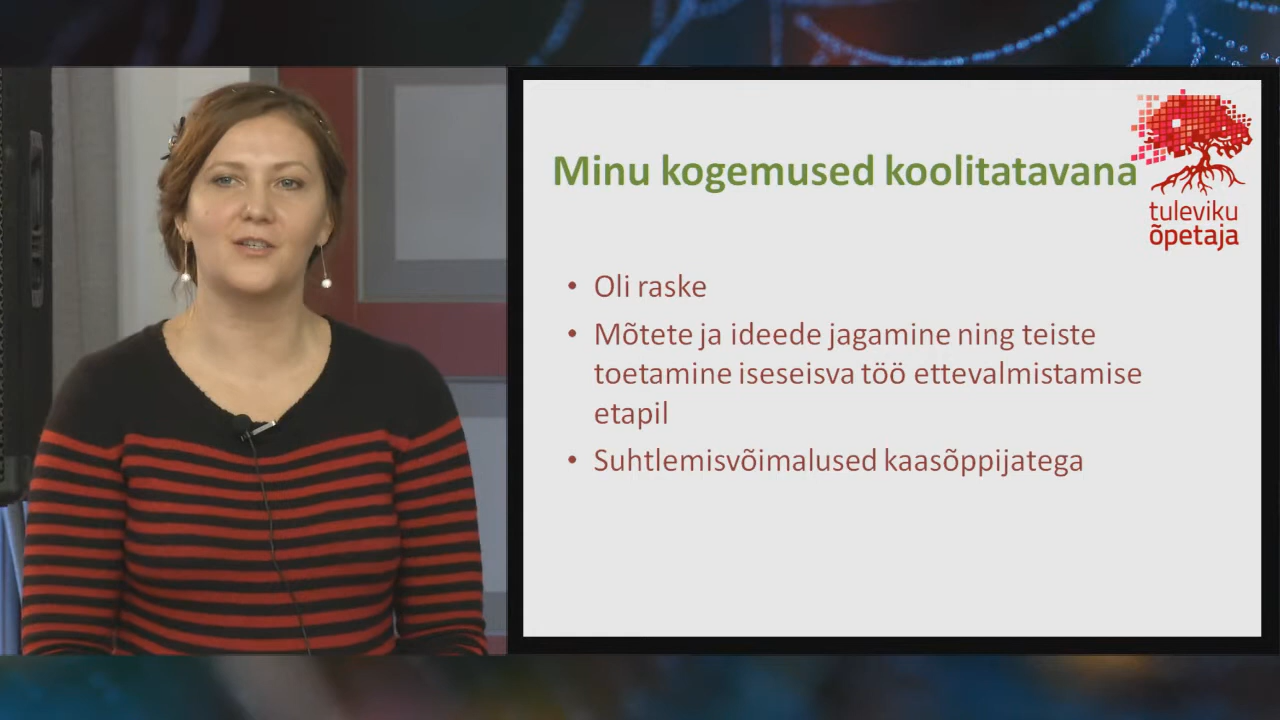 Minu kogemused koolitatavana
tuleviku
õpetaja
• Oli raske
• Mõtete ja ideede jagamine ning teiste
toetamine iseseisva töö ettevalmistamise
etapil
• Suhtlemisvõimalused kaasõppijatega